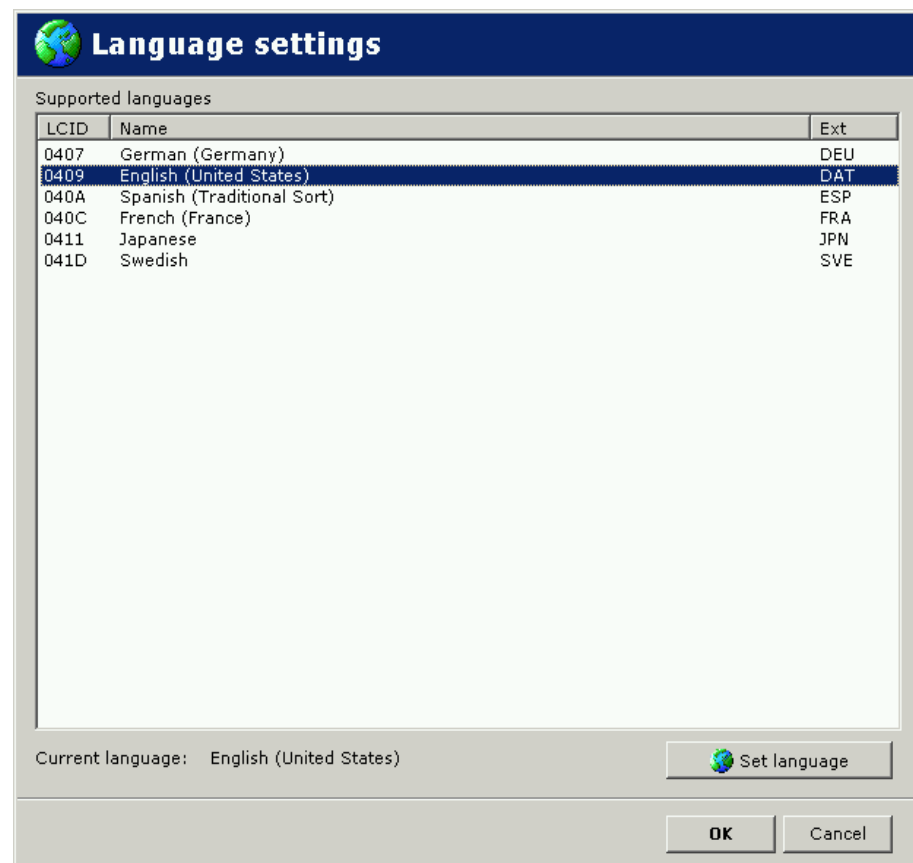 Language settings
Supported languages
LCID Name Ext
0407 German (Germany) DEU
0409 English (United States) DAT
040A Spanish (Traditional Sort) ESP
040C French (France) FRA
0411 Japanese JPN
041D Swedish SVE
Current language: English (United States) Set language
OK Cancel